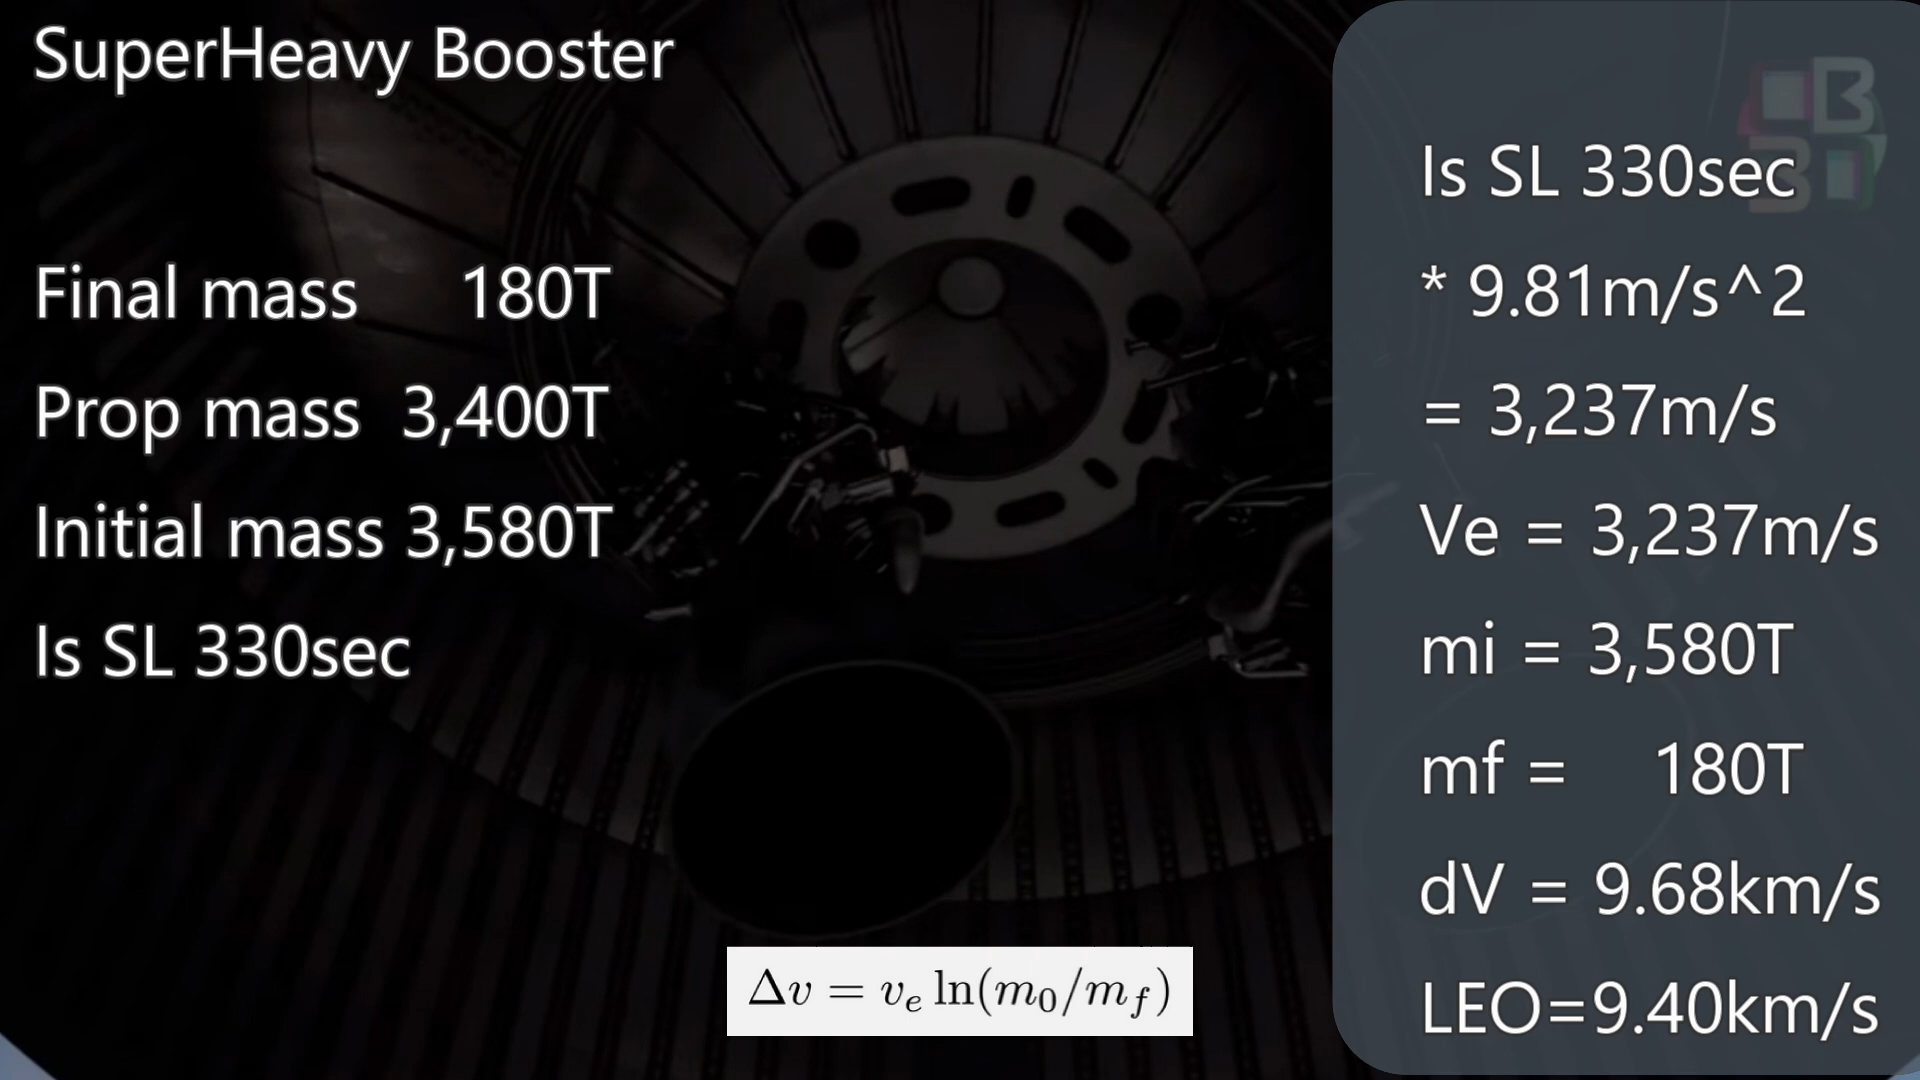 SuperHeavy Booster
Final mass 180T
Prop mass 3,400T
Initial mass 3,580T
Is SL 330sec
Is SL 330sec
* 9.81m/s^2
= 3,237m/s
Ve = 3,237m/s
mi = 3,580T
mf = 180T
dV = 9.68km/s
LEO=9.40km/s
Δv = vₑ ln(m₀/m_f)